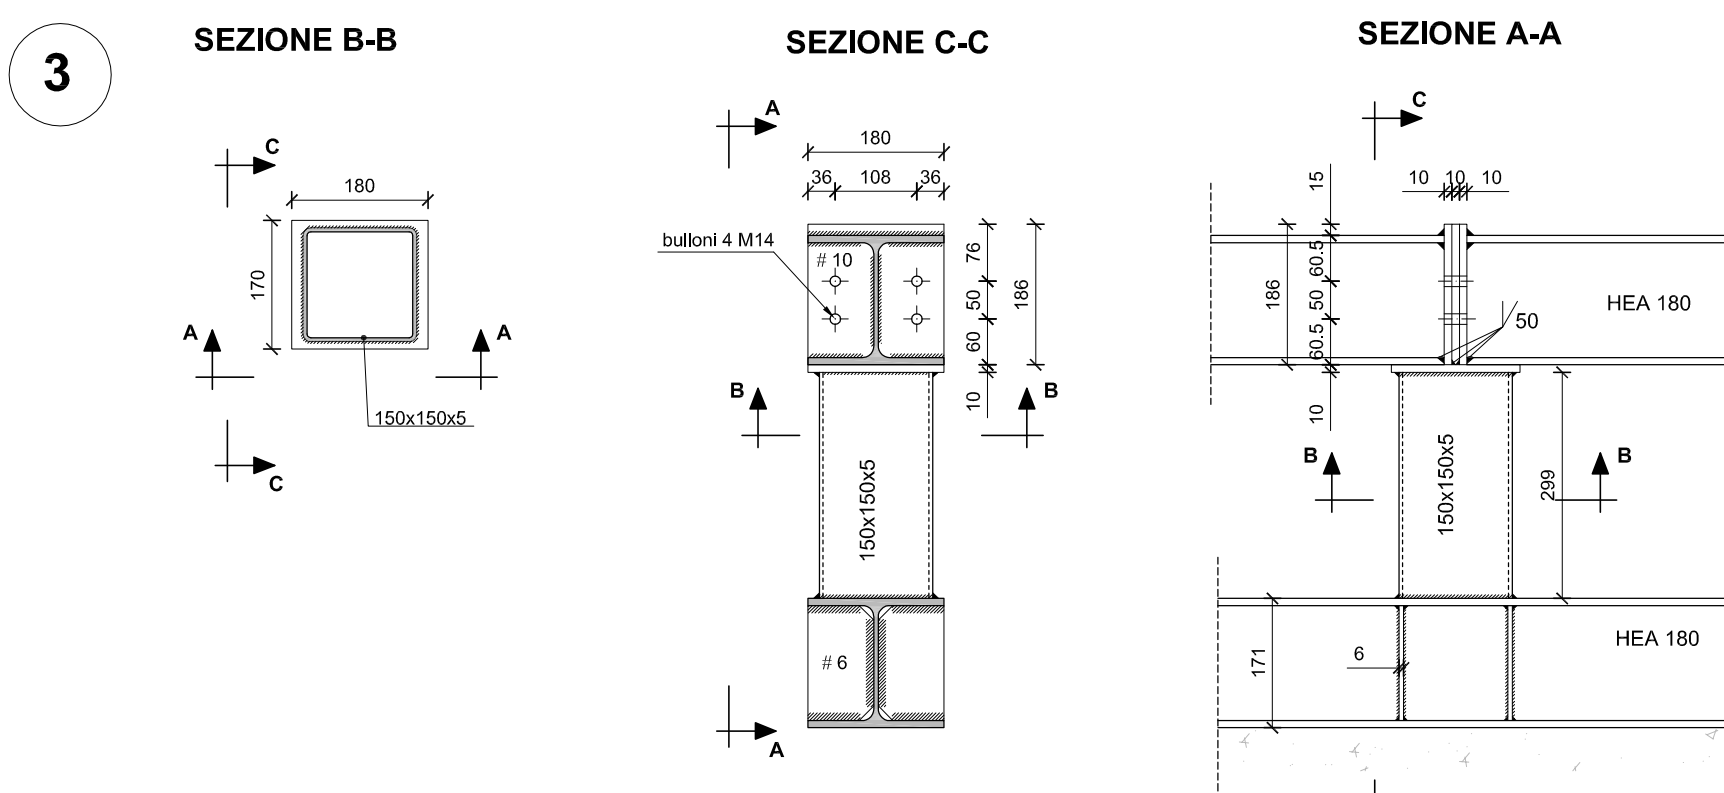 3
SEZIONE B-B
C
180
170
A
A
150x150x5
C
SEZIONE C-C
A
180
36
108
36
bulloni 4 M14
# 10
76
50
60
186
10
B
B
150x150x5
# 6
A
SEZIONE A-A
C
15
10
10
10
60.5
50
60.5
186
10
HEA 180
50
B
B
150x150x5
299
171
6
HEA 180